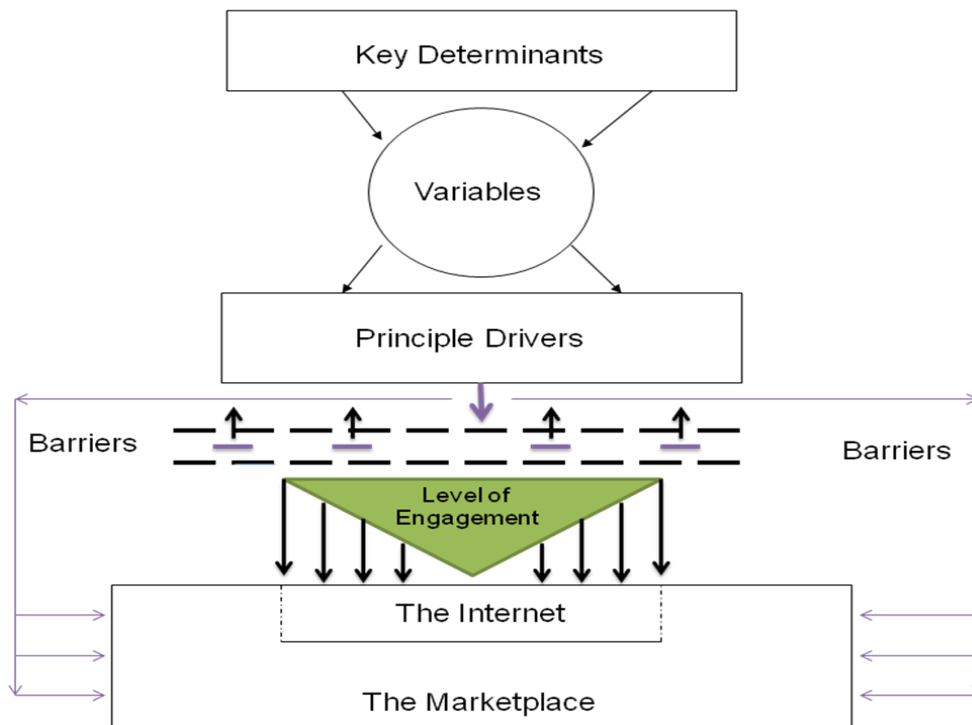 Key Determinants
Variables
Principle Drivers
Barriers
Barriers
Level of
Engagement
The Internet
The Marketplace